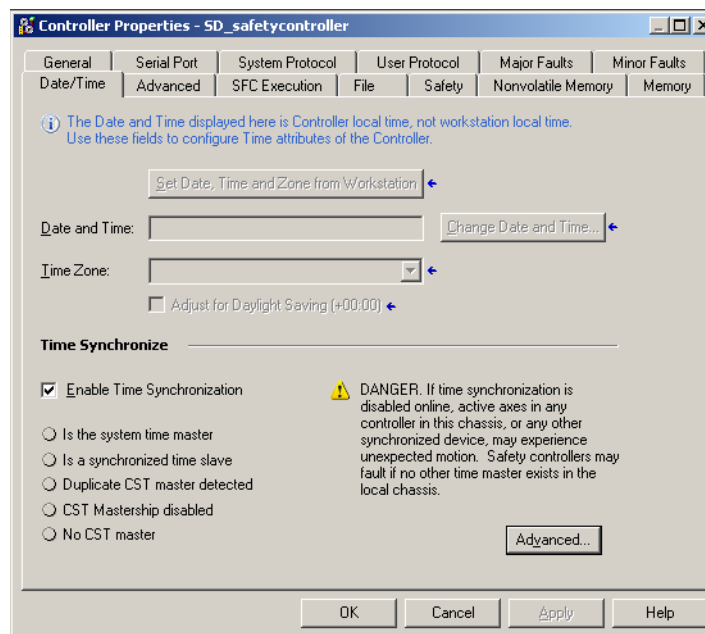 Controller Properties - SD_safetycontroller
General Serial Port System Protocol User Protocol Major Faults Minor Faults
Date/Time Advanced SFC Execution File Safety Nonvolatile Memory Memory
The Date and Time displayed here is Controller local time, not workstation local time.
Use these fields to configure Time attributes of the Controller.
Set Date, Time and Zone from Workstation
Date and Time:
Change Date and Time...
Time Zone:
Adjust for Daylight Saving (+00:00)
Time Synchronize
Enable Time Synchronization
Is the system time master
Is a synchronized time slave
Duplicate CST master detected
CST Mastership disabled
No CST master
DANGER. If time synchronization is
disabled online, active axes in any
controller in this chassis, or any other
synchronized device, may experience
unexpected motion.  Safety controllers may
fault if no other time master exists in the
local chassis.
Advanced...
OK Cancel Apply Help